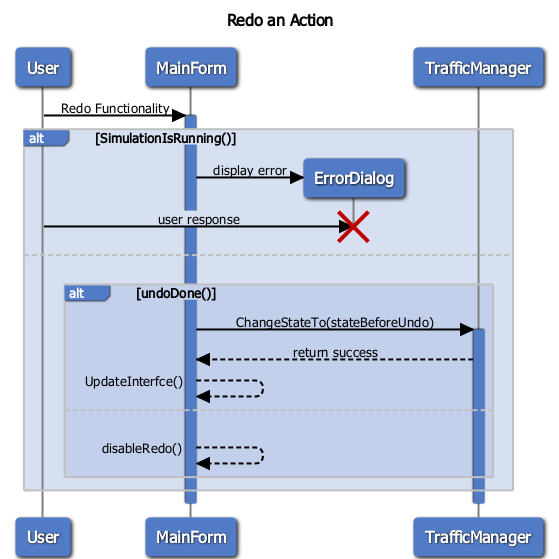 Redo an Action
User MainForm TrafficManager
Redo Functionality
alt [SimulationIsRunning()]
display error ErrorDialog
user response
alt [undoDone()]
ChangeStateTo(stateBeforeUndo)
return success
UpdateInterfce()
disableRedo()
User MainForm TrafficManager